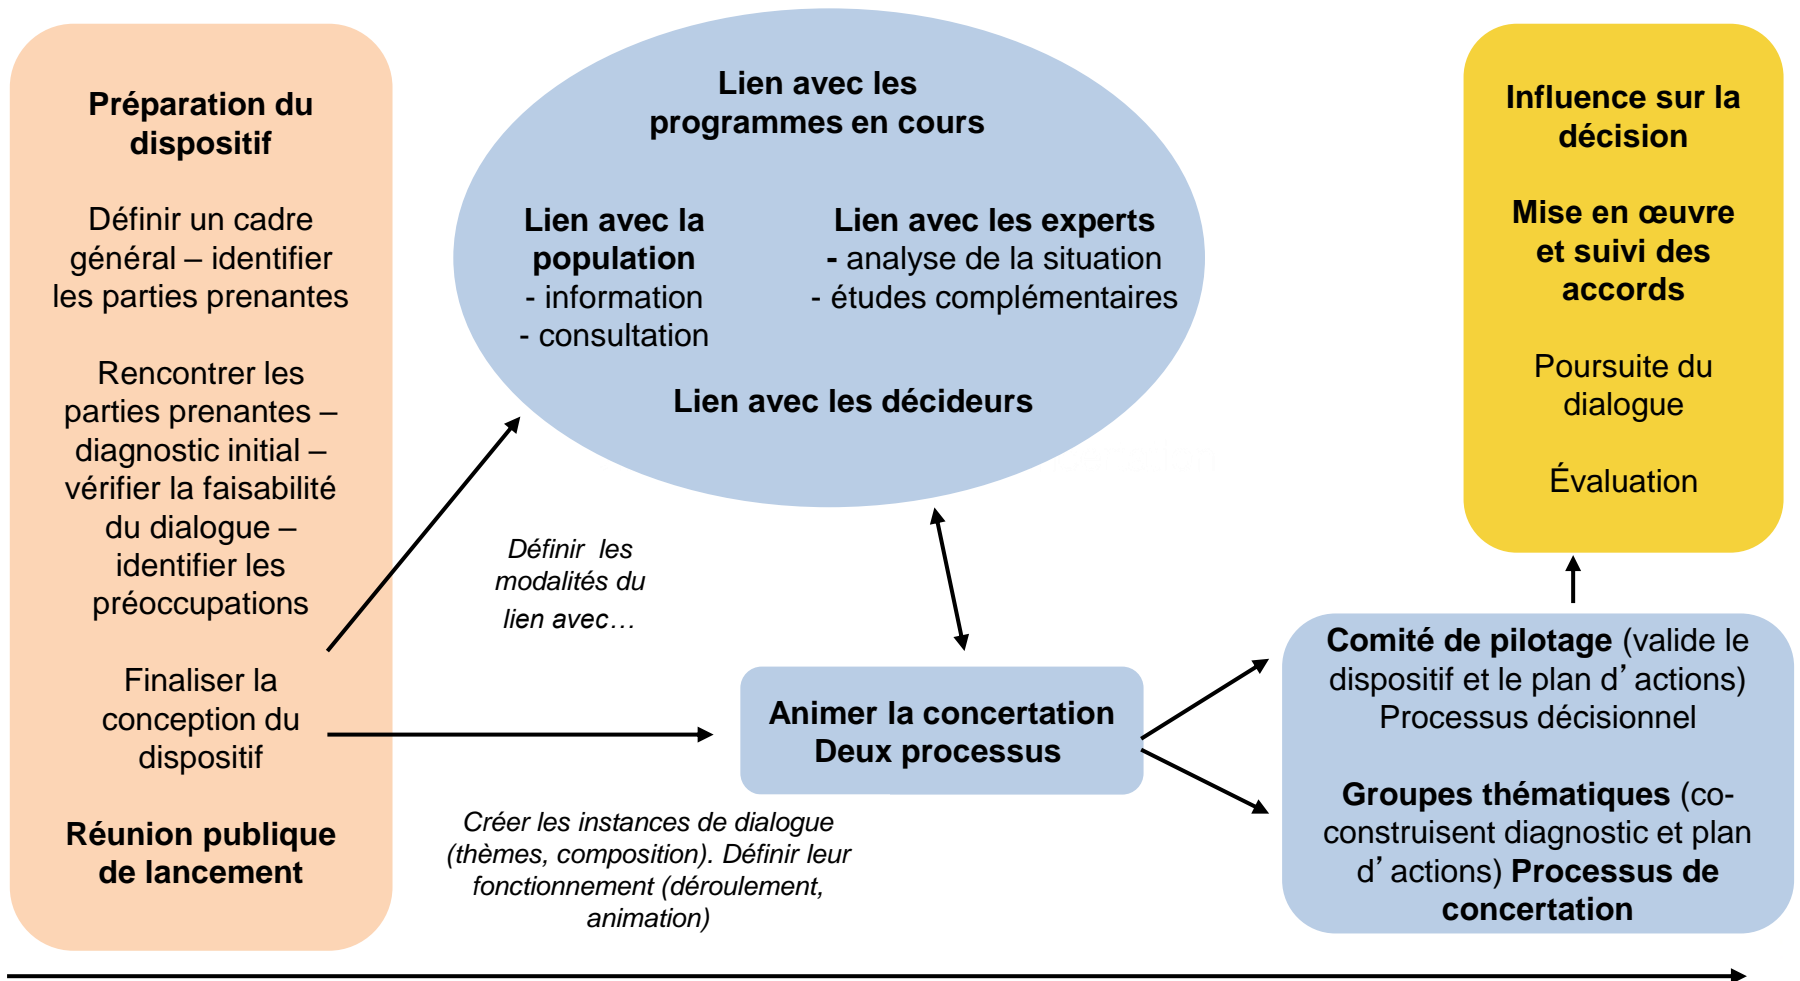 Préparation du
dispositif
Définir un cadre
général – identifier
les parties prenantes
Rencontrer les
parties prenantes –
diagnostic initial –
vérifier la faisabilité
du dialogue –
identifier les
préoccupations
Finaliser la
conception du
dispositif
Réunion publique
de lancement
Lien avec les
programmes en cours
Lien avec la
population
- information
- consultation
Lien avec les experts
- analyse de la situation
- études complémentaires
Lien avec les décideurs
Définir les
modalités du
lien avec…
Animer la concertation
Deux processus
Créer les instances de dialogue
(thèmes, composition). Définir leur
fonctionnement (déroulement,
animation)
Influence sur la
décision
Mise en œuvre
et suivi des
accords
Poursuite du
dialogue
Évaluation
Comité de pilotage (valide le
dispositif et le plan d’ actions)
Processus décisionnel
Groupes thématiques (co-
construisent diagnostic et plan
d’ actions) Processus de
concertation